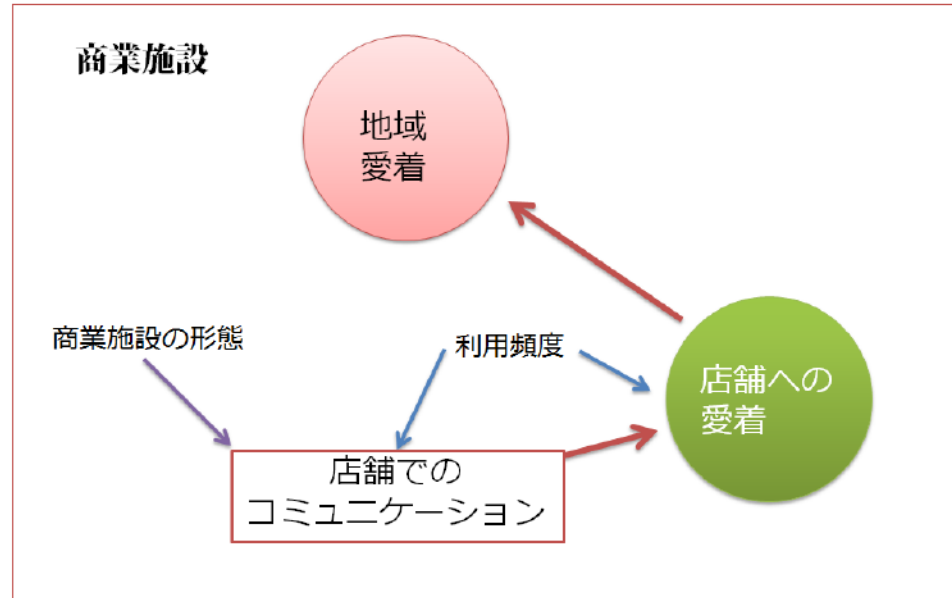 商業施設
地域
愛着
商業施設の形態
利用頻度
店舗への
愛着
店舗での
コミュニケーション